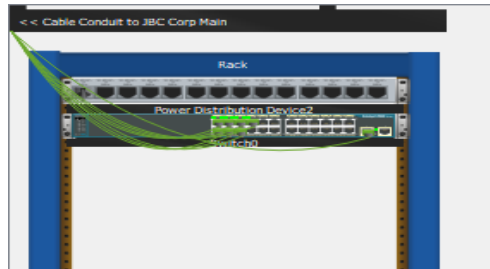 << Cable Conduit to JBC Corp Main
Rack
Power Distribution Device2
Switch0